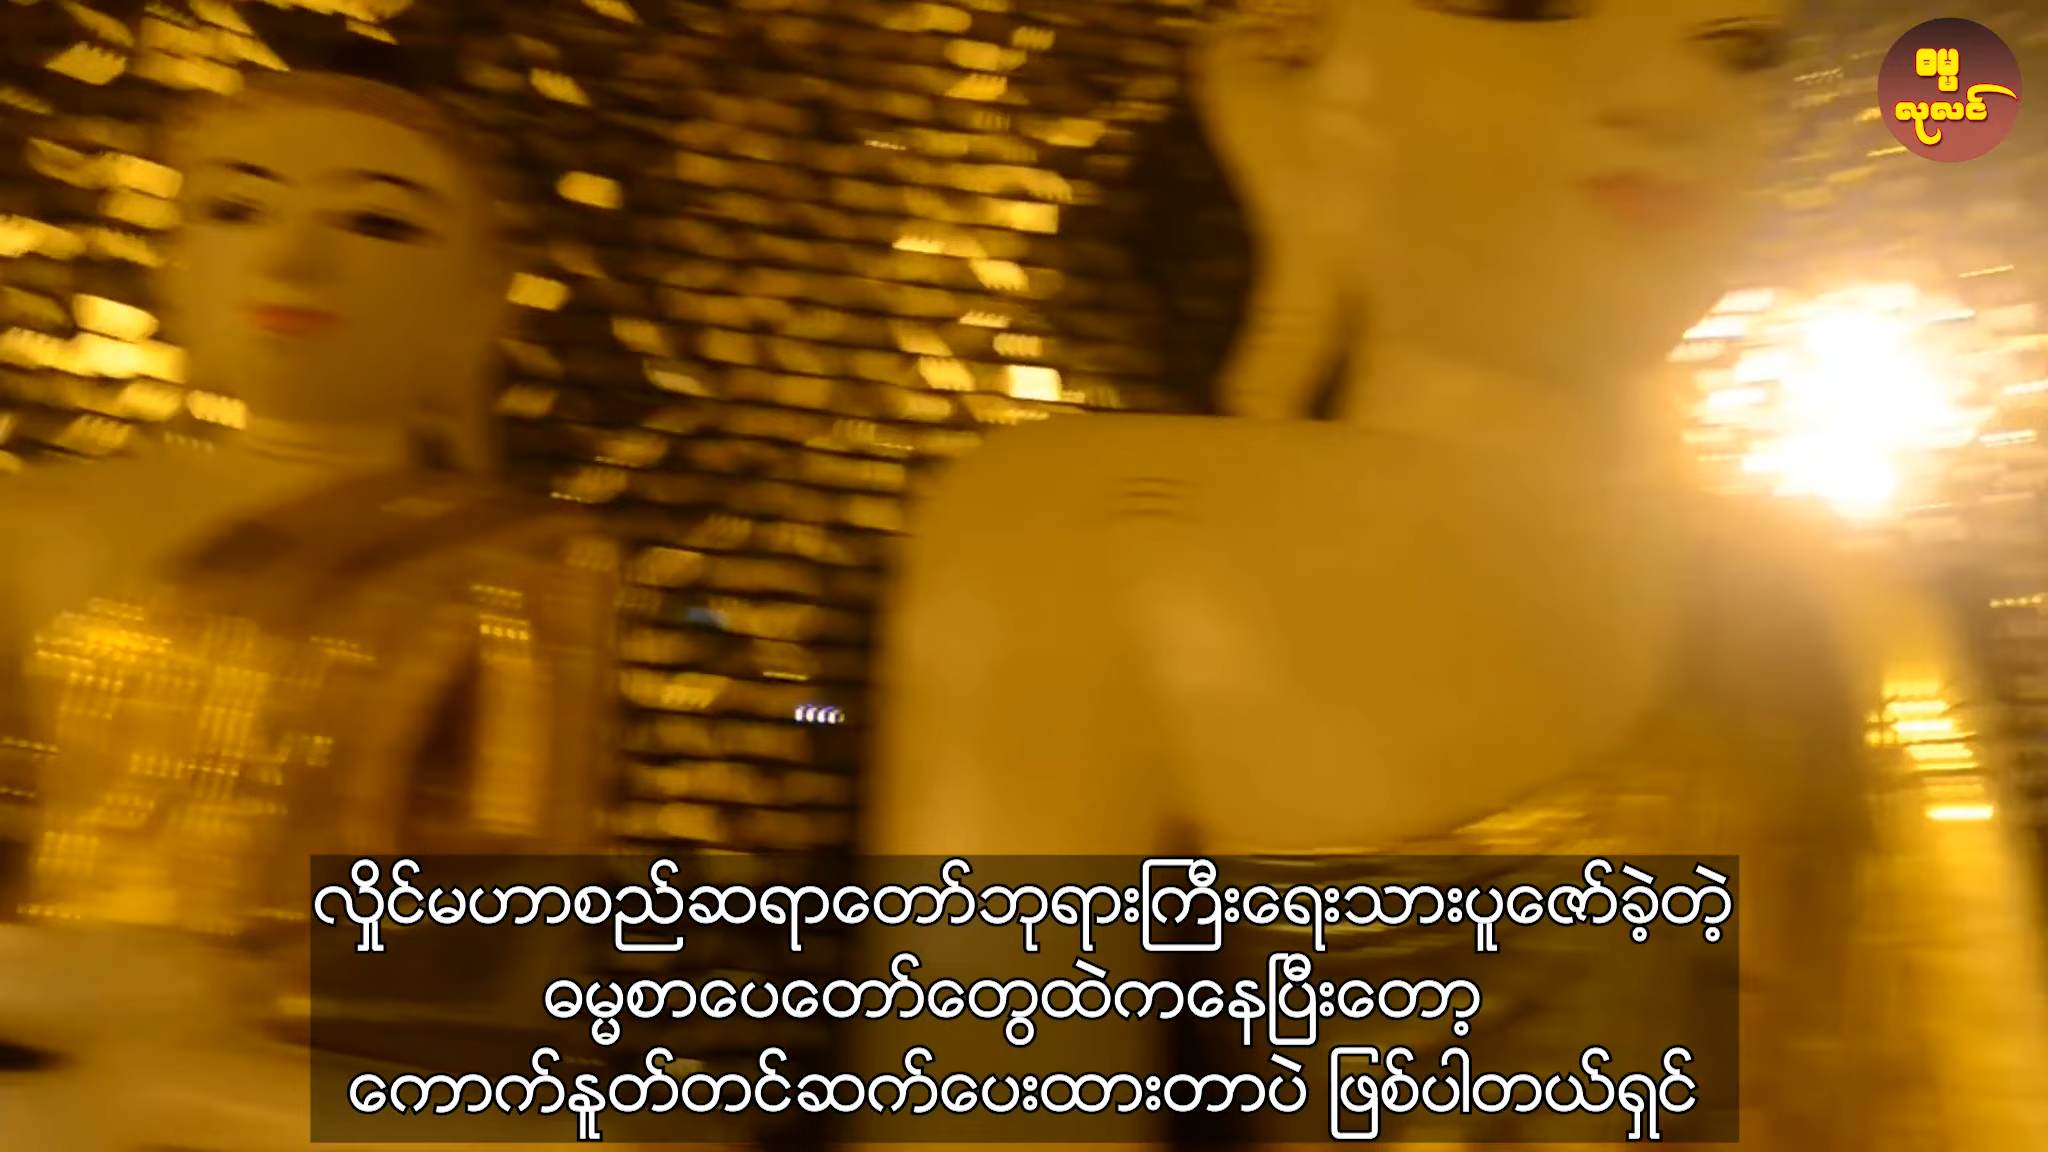 ဓမ္မ
လုလင်
လှိုင်မဟာစည်ဆရာတော်ဘုရားကြီးရေးသားပူဇော်ခဲ့တဲ့
ဓမ္မစာပေတော်တွေထဲကနေပြီးတော့
ကောက်နူတ်တင်ဆက်ပေးထားတာပဲ ဖြစ်ပါတယ်ရှင်